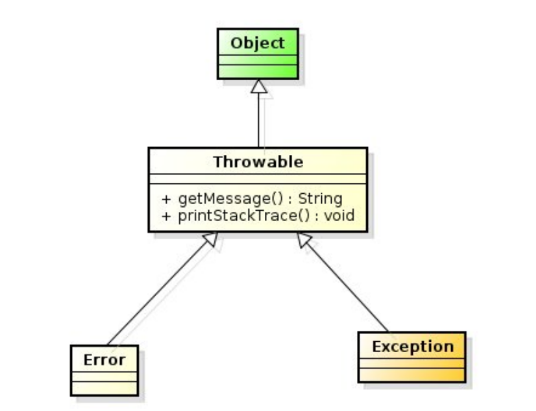 Object
Throwable
+ getMessage() : String
+ printStackTrace() : void
Error
Exception